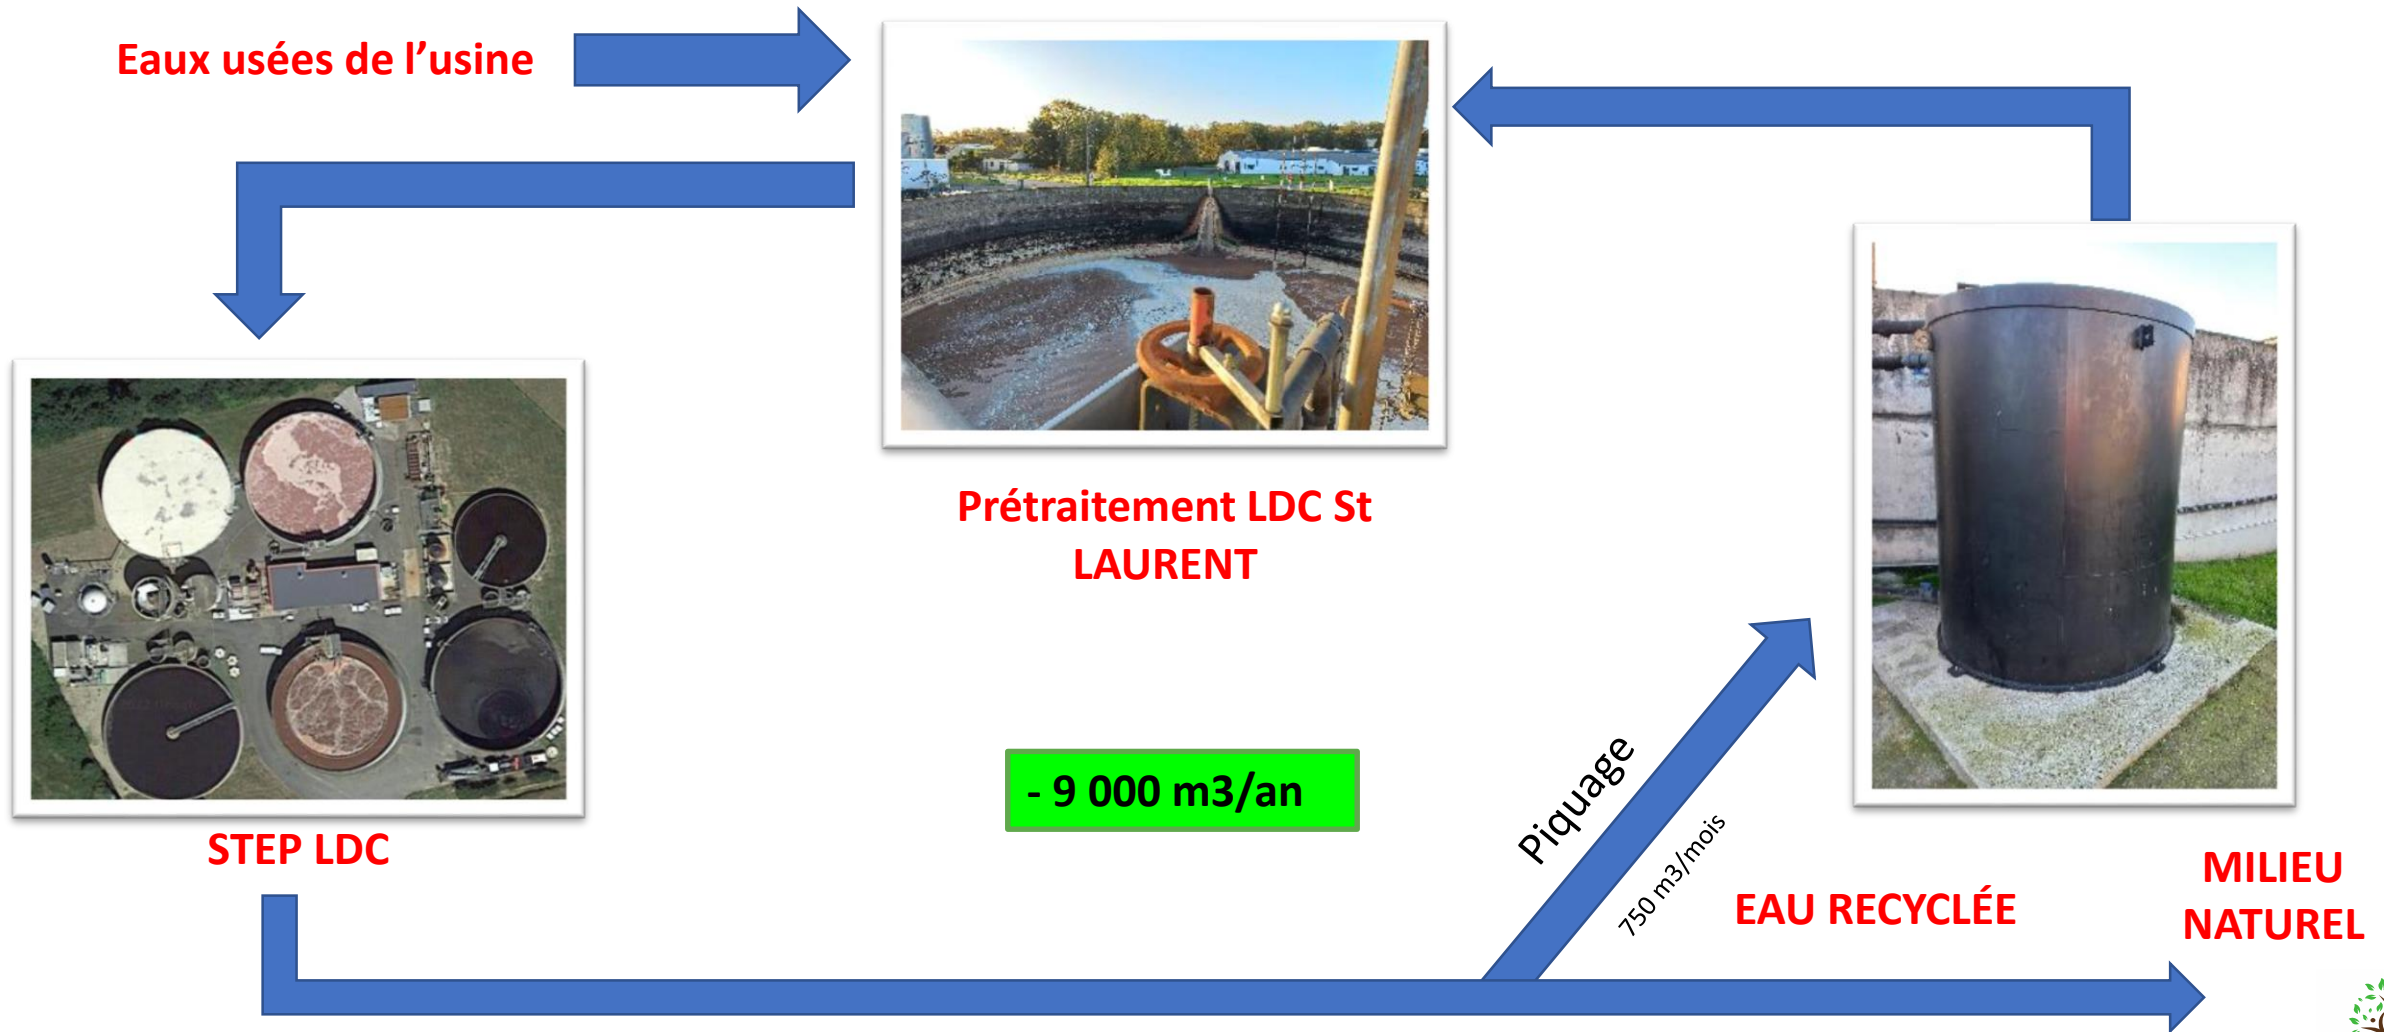 Eaux usées de l'usine
Prétraitement LDC St
LAURENT
STEP LDC
- 9 000 m3/an
Piquage
750 m3/mois
EAU RECYCLÉE
MILIEU
NATUREL